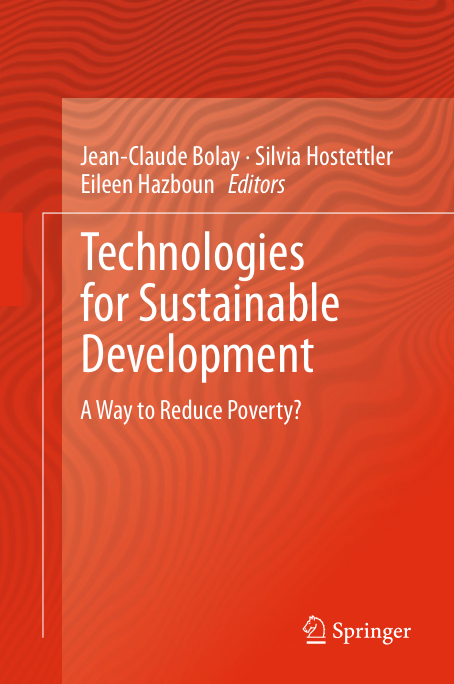 Jean-Claude Bolay · Silvia Hostettler
Eileen Hazboun Editors
Technologies
for Sustainable
Development
A Way to Reduce Poverty?
Springer